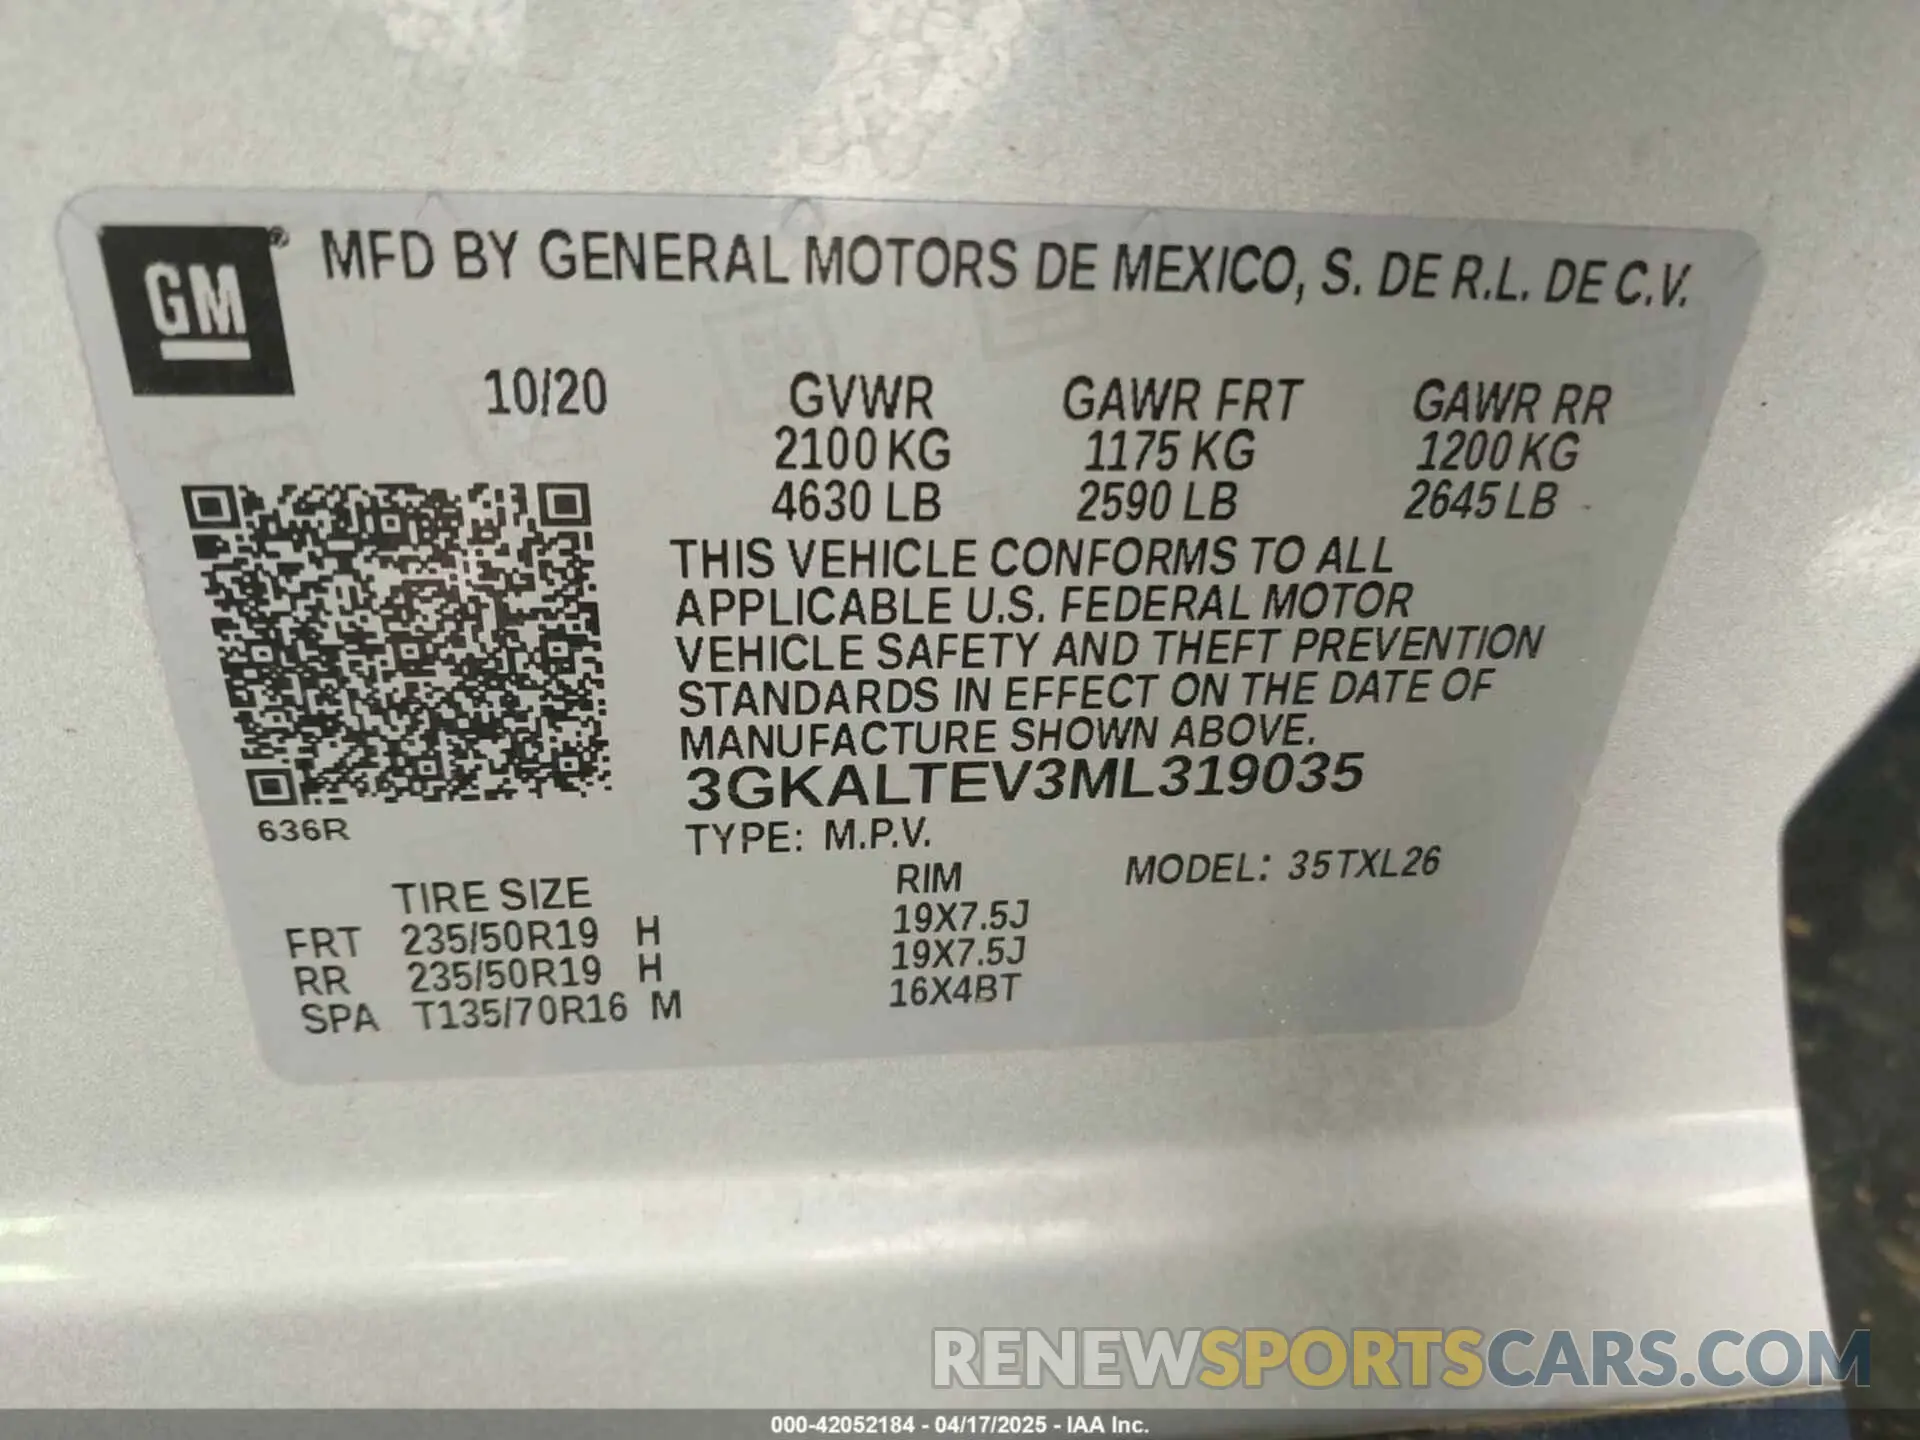 GM ®
MFD BY GENERAL MOTORS DE MEXICO, S. DE R.L. DE C.V.
10/20 GVWR GAWR FRT GAWR RR
2100 KG 1175 KG 1200 KG
4630 LB 2590 LB 2645 LB
THIS VEHICLE CONFORMS TO ALL
APPLICABLE U.S. FEDERAL MOTOR
VEHICLE SAFETY AND THEFT PREVENTION
STANDARDS IN EFFECT ON THE DATE OF
MANUFACTURE SHOWN ABOVE.
3GKALTEV3ML319035
636R
TYPE: M.P.V. MODEL: 35TXL26
TIRE SIZE RIM
FRT 235/50R19 H 19X7.5J
RR 235/50R19 H 19X7.5J
SPA T135/70R16 M 16X4BT
RENEWSPORTSCARS.COM
000-42052184 - 04/17/2025 - IAA Inc.